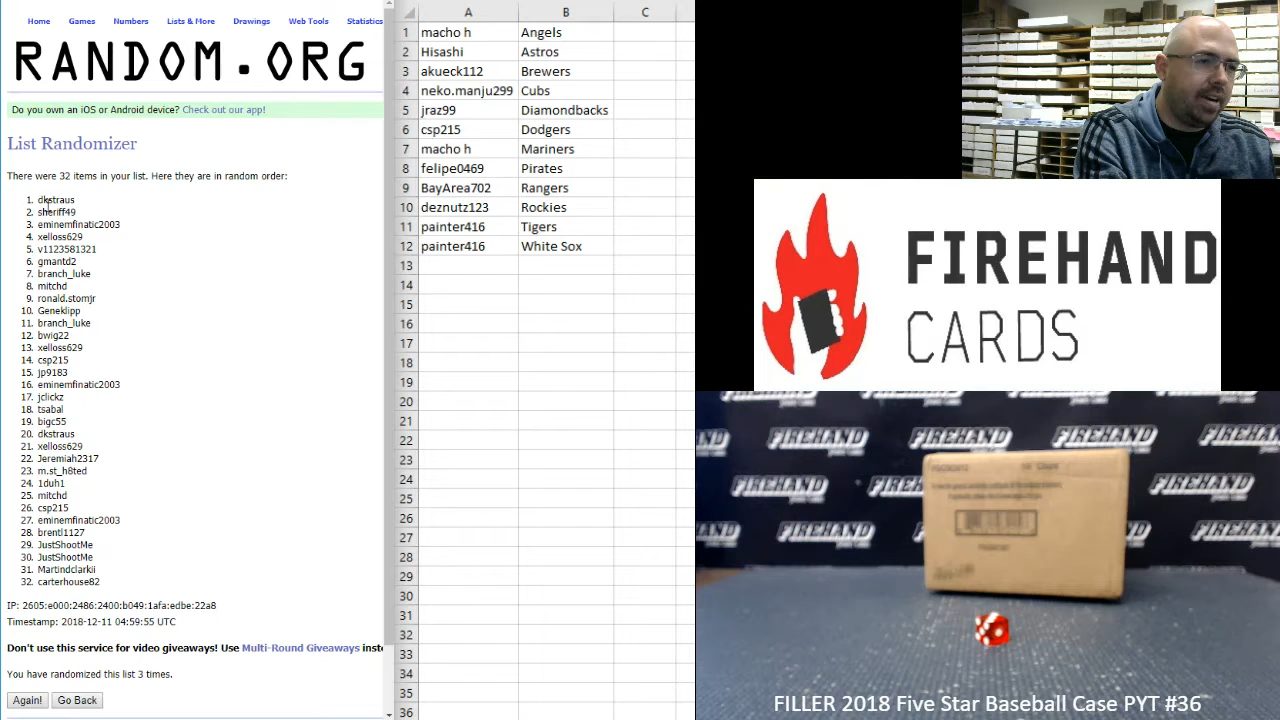 Home Games Numbers Lists & More Drawings Web Tools Statistics
RANDOM.ORG
Do you own an iOS or Android device? Check out our app!
List Randomizer
There were 32 items in your list. Here they are in random order:
1. dkstraus
2. sheriff49
3. eminemfinatic2003
4. xelloss629
5. v1123581321
6. gmantd2
7. branch_luke
8. mitchd
9. ronald.stomjr
10. Geneklipp
11. branch_luke
12. bwig22
13. xelloss629
14. csp215
15. jp9183
16. eminemfinatic2003
17. jclickz
18. tsabal
19. bigc55
20. dkstraus
21. xelloss629
22. Jeremiah2317
23. m.st_h8ted
24. 1duh1
25. mitchd
26. csp215
27. eminemfinatic2003
28. brentl1127
29. JustShootMe
30. JustShootMe
31. Martindclarkii
32. carterhouse82
IP: 2605:e000:2486:2400:b049:1afa:edbe:22a8
Timestamp: 2018-12-11 04:59:55 UTC
Don't use this service for video giveaways! Use Multi-Round Giveaways inste
You have randomized this list 3 times.
Again! Go Back
A B C
1 macho h Angels
2 Hisashi Astros
3 akueck112 Brewers
4 nekomanju299 Cubs
5 jraz99 Diamondbacks
6 csp215 Dodgers
7 macho h Mariners
8 felipe0469 Pirates
9 BayArea702 Rangers
10 deznutz123 Rockies
11 painter416 Tigers
12 painter416 White Sox
13
14
15
16
17
18
19
20
21
22
23
24
25
26
27
28
29
30
31
32
33
34
35
36
FIREHAND
CARDS
FIREHAND FIREHAND FIREHAND
FIREHAND FIREHAND
FIREHAND FIREHAND
FILLER 2018 Five Star Baseball Case PYT #36